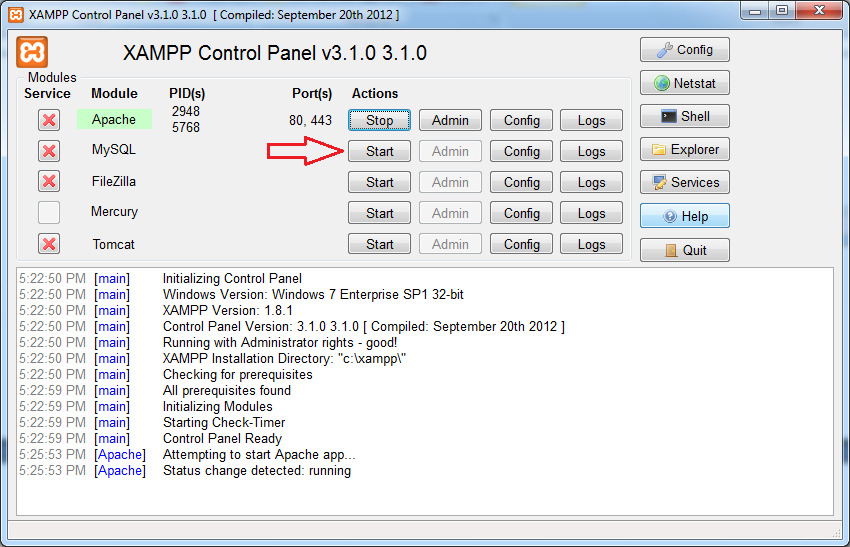 XAMPP Control Panel v3.1.0 3.1.0 [ Compiled: September 20th 2012 ]
XAMPP Control Panel v3.1.0 3.1.0
Config
Modules
Service Module PID(s) Port(s) Actions
Netstat
Apache 2948 5768 80, 443 Stop Admin Config Logs
Shell
MySQL Start Admin Config Logs
Explorer
FileZilla Start Admin Config Logs
Services
Mercury Start Admin Config Logs
Help
Tomcat Start Admin Config Logs
Quit
5:22:50 PM [main] Initializing Control Panel
5:22:50 PM [main] Windows Version: Windows 7 Enterprise SP1 32-bit
5:22:50 PM [main] XAMPP Version: 1.8.1
5:22:50 PM [main] Control Panel Version: 3.1.0 3.1.0 [ Compiled: September 20th 2012 ]
5:22:50 PM [main] Running with Administrator rights - good!
5:22:50 PM [main] XAMPP Installation Directory: "c:\xampp\"
5:22:50 PM [main] Checking for prerequisites
5:22:59 PM [main] All prerequisites found
5:22:59 PM [main] Initializing Modules
5:22:59 PM [main] Starting Check-Timer
5:22:59 PM [main] Control Panel Ready
5:25:53 PM [Apache] Attempting to start Apache app...
5:25:53 PM [Apache] Status change detected: running